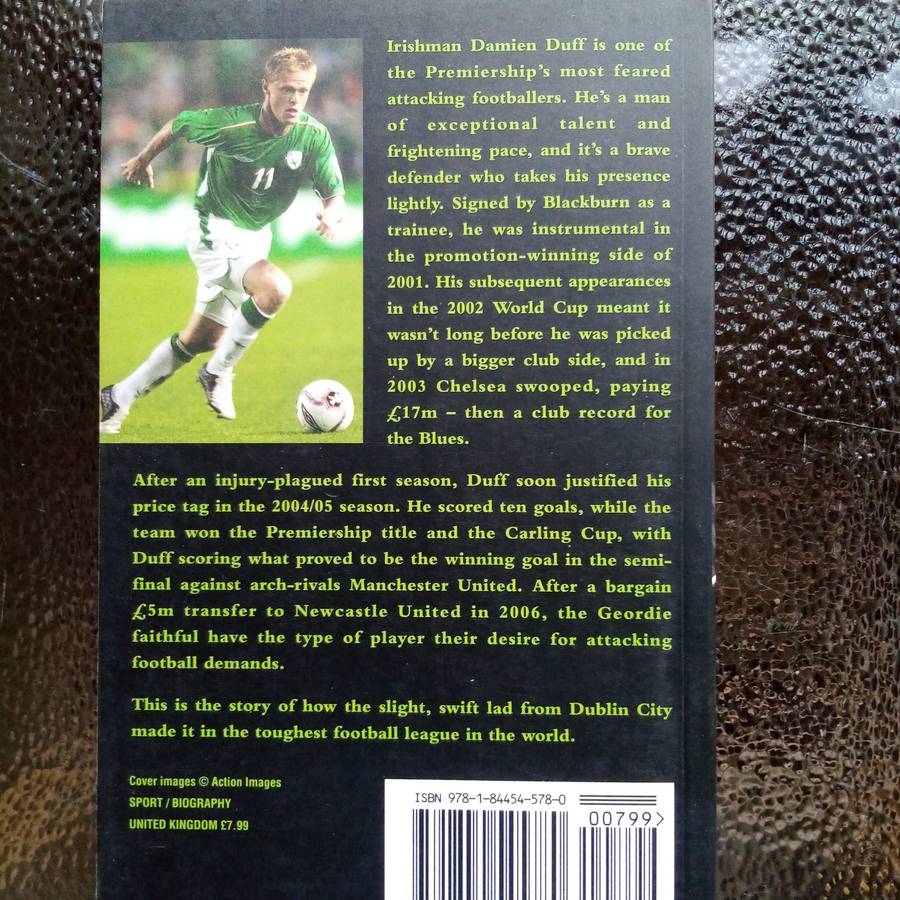 Irishman Damien Duff is one of
the Premiership's most feared
attacking footballers. He's a man
of exceptional talent and
frightening pace, and it's a brave
defender who takes his presence
lightly. Signed by Blackburn as a
trainee, he was instrumental in
the promotion-winning side of
2001. His subsequent appearances
in the 2002 World Cup meant it
wasn't long before he was picked
up by a bigger club side, and in
2003 Chelsea swooped, paying
£17m – then a club record for
the Blues.
11
After an injury-plagued first season, Duff soon justified his
price tag in the 2004/05 season. He scored ten goals, while the
team won the Premiership title and the Carling Cup, with
Duff scoring what proved to be the winning goal in the semi-
final against arch-rivals Manchester United. After a bargain
£5m transfer to Newcastle United in 2006, the Geordie
faithful have the type of player their desire for attacking
football demands.
This is the story of how the slight, swift lad from Dublin City
made it in the toughest football league in the world.
Cover images © Action Images
SPORT / BIOGRAPHY
UNITED KINGDOM £7.99
ISBN 978-1-84454-578-0
00799>